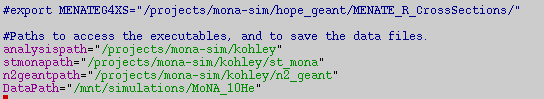 #export MENATEG4XS="/projects/mona-sim/hope_geant/MENATE_R_CrossSections/"
#Paths to access the executables, and to save the data files.
analysispath="/projects/mona-sim/kohley"
stmonapath="/projects/mona-sim/kohley/st_mona"
n2geantpath="/projects/mona-sim/kohley/n2_geant"
DataPath="/mnt/simulations/MoNA_10He"